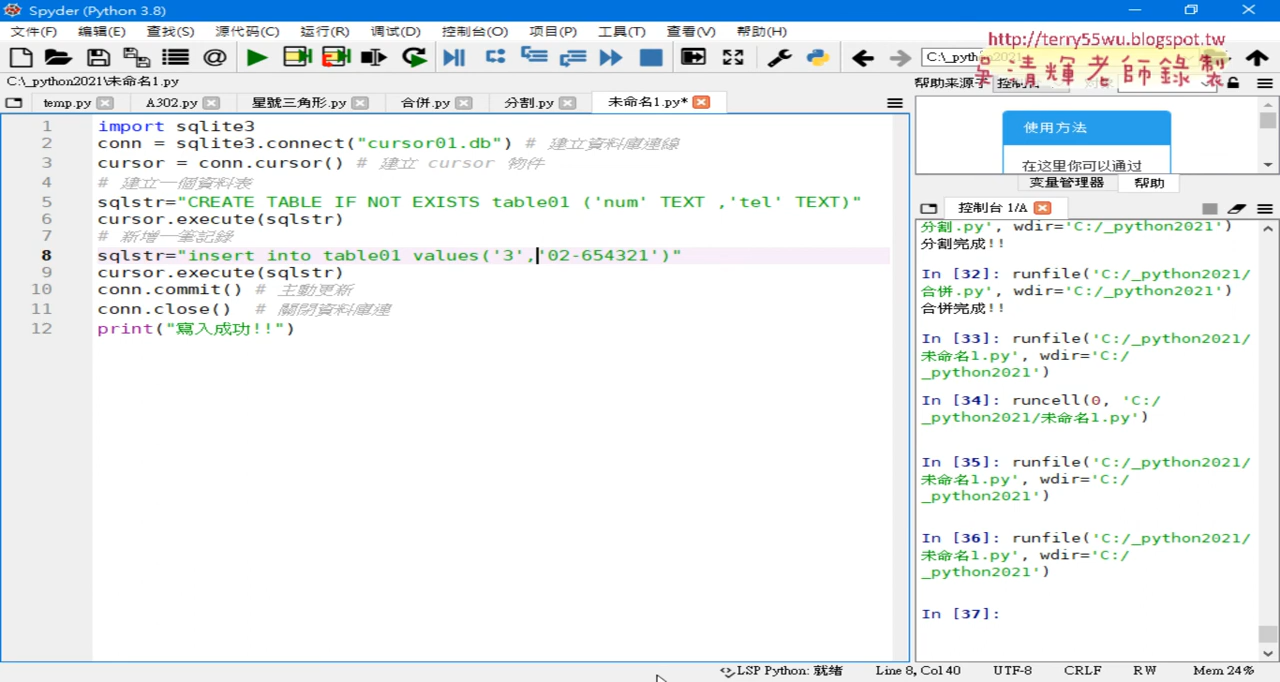 Spyder (Python 3.8)
文件(F) 编辑(E) 查找(S) 源代码(C) 运行(R) 调试(D) 控制台(O) 项目(P) 工具(T) 查看(V) 帮助(H)
http://terry55wu.blogspot.tw
吳清輝老師錄製
C:\_python2021\未命名1.py
帮助来源于 控制台
temp.py A302.py 星號三角形.py 合併.py 分割.py 未命名1.py*
1 import sqlite3
2 conn = sqlite3.connect("cursor01.db") # 建立資料庫連線
3 cursor = conn.cursor() # 建立 cursor 物件
4 # 建立一個資料表
5 sqlstr="CREATE TABLE IF NOT EXISTS table01 ('num' TEXT ,'tel' TEXT)"
6 cursor.execute(sqlstr)
7 # 新增一筆記錄
8 sqlstr="insert into table01 values('3','02-654321')"
9 cursor.execute(sqlstr)
10 conn.commit() # 主動更新
11 conn.close() # 關閉資料庫連
12 print("寫入成功!!")
使用方法
在这里你可以通过
变量管理器 帮助
控制台 1/A
分割.py', wdir='C:/_python2021')
分割完成!!
In [32]: runfile('C:/_python2021/
合併.py', wdir='C:/_python2021')
合併完成!!
In [33]: runfile('C:/_python2021/
未命名1.py', wdir='C:/
_python2021')
In [34]: runcell(0, 'C:/
_python2021/未命名1.py')
In [35]: runfile('C:/_python2021/
未命名1.py', wdir='C:/
_python2021')
In [36]: runfile('C:/_python2021/
未命名1.py', wdir='C:/
_python2021')
In [37]:
LSP Python: 就绪 Line 8, Col 40 UTF-8 CRLF RW Mem 24%